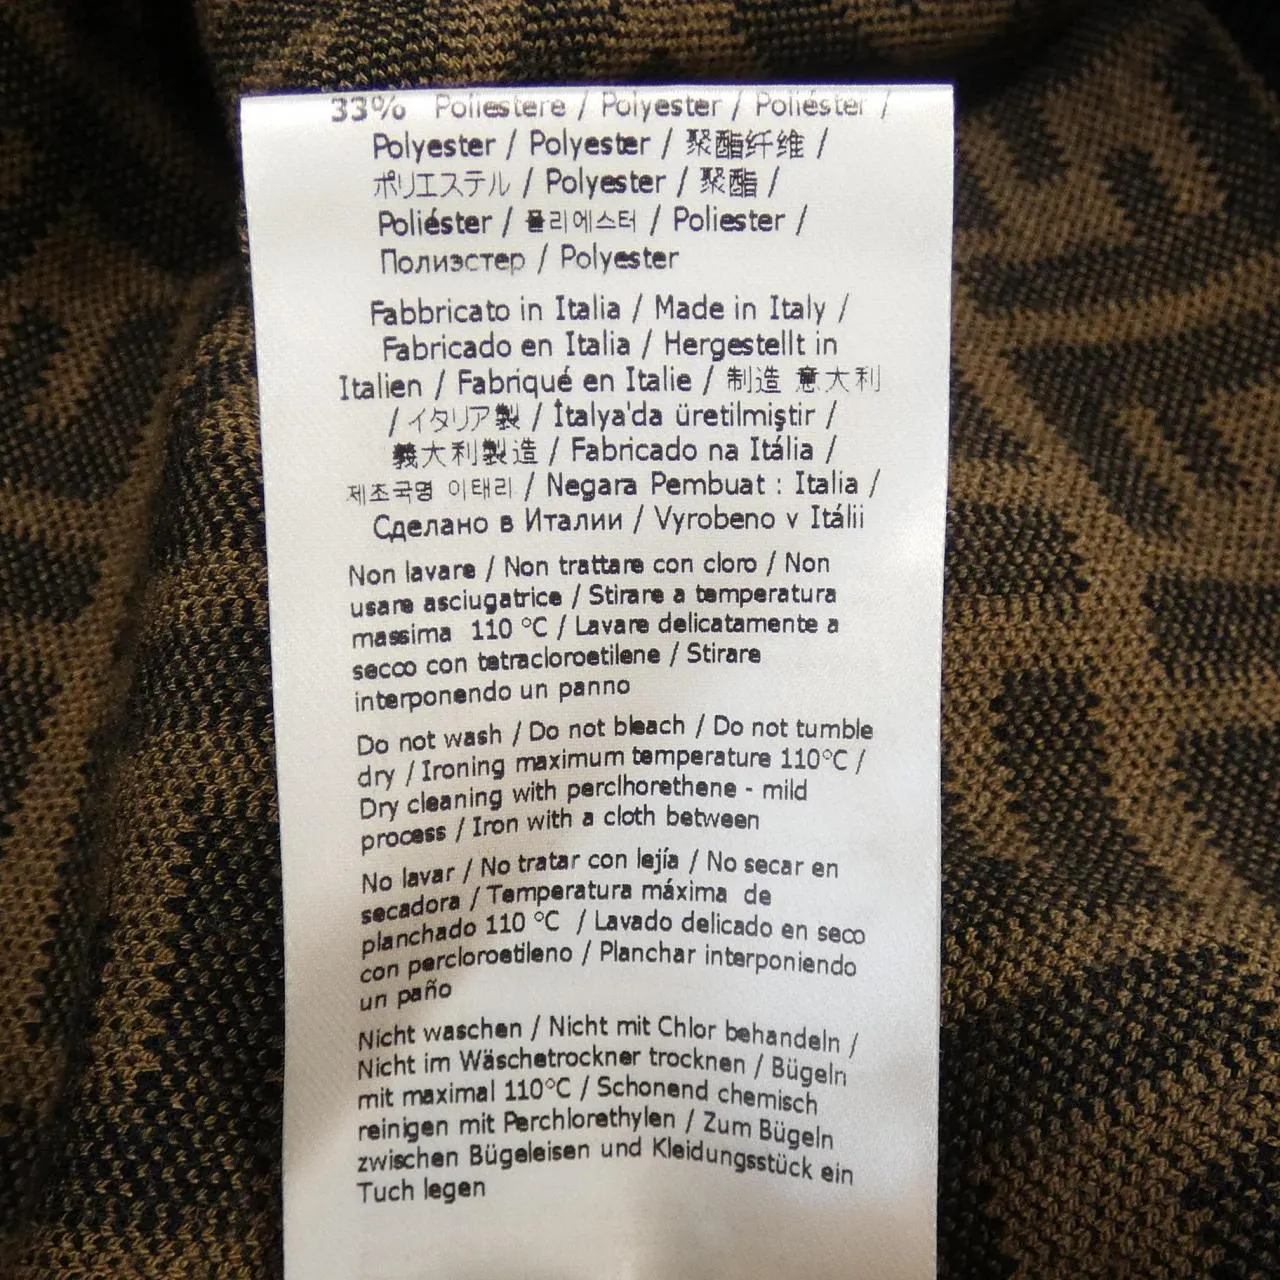 33% Poliestere / Polyester / Poliéster /
Polyester / Polyester / 聚酯纤维 /
ポリエステル / Polyester / 聚酯 /
Poliéster / 폴리에스터 / Poliester /
Полиэстер / Polyester
Fabbricato in Italia / Made in Italy /
Fabricado en Italia / Hergestellt in
Italien / Fabriqué en Italie / 制造 意大利
/ イタリア製 / İtalya'da üretilmiştir /
義大利製造 / Fabricado na Itália /
제조국명 이태리 / Negara Pembuat : Italia /
Сделано в Италии / Vyrobeno v Itálii
Non lavare / Non trattare con cloro / Non
usare asciugatrice / Stirare a temperatura
massima 110 °C / Lavare delicatamente a
secco con tetracloroetilene / Stirare
interponendo un panno
Do not wash / Do not bleach / Do not tumble
dry / Ironing maximum temperature 110°C /
Dry cleaning with perclhorethene - mild
process / Iron with a cloth between
No lavar / No tratar con lejía / No secar en
secadora / Temperatura máxima de
planchado 110 °C / Lavado delicado en seco
con percloroetileno / Planchar interponiendo
un paño
Nicht waschen / Nicht mit Chlor behandeln /
Nicht im Wäschetrockner trocknen / Bügeln
mit maximal 110°C / Schonend chemisch
reinigen mit Perchlorethylen / Zum Bügeln
zwischen Bügeleisen und Kleidungsstück ein
Tuch legen